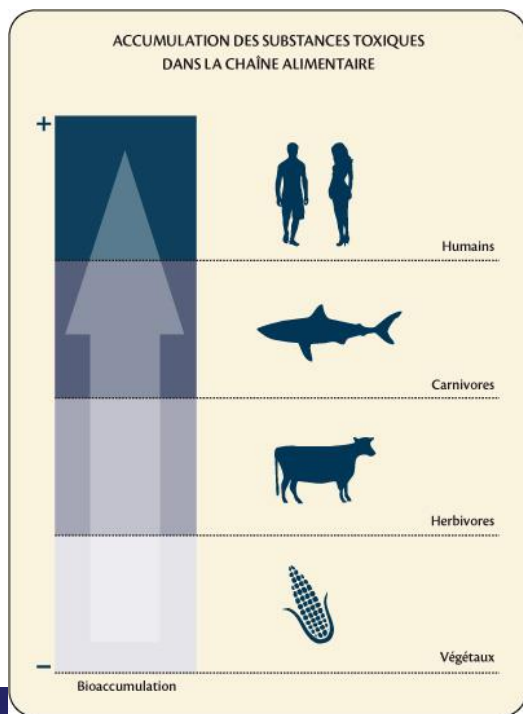 ACCUMULATION DES SUBSTANCES TOXIQUES
DANS LA CHAÎNE ALIMENTAIRE
+
Humains
Carnivores
Herbivores
Végétaux
−
Bioaccumulation